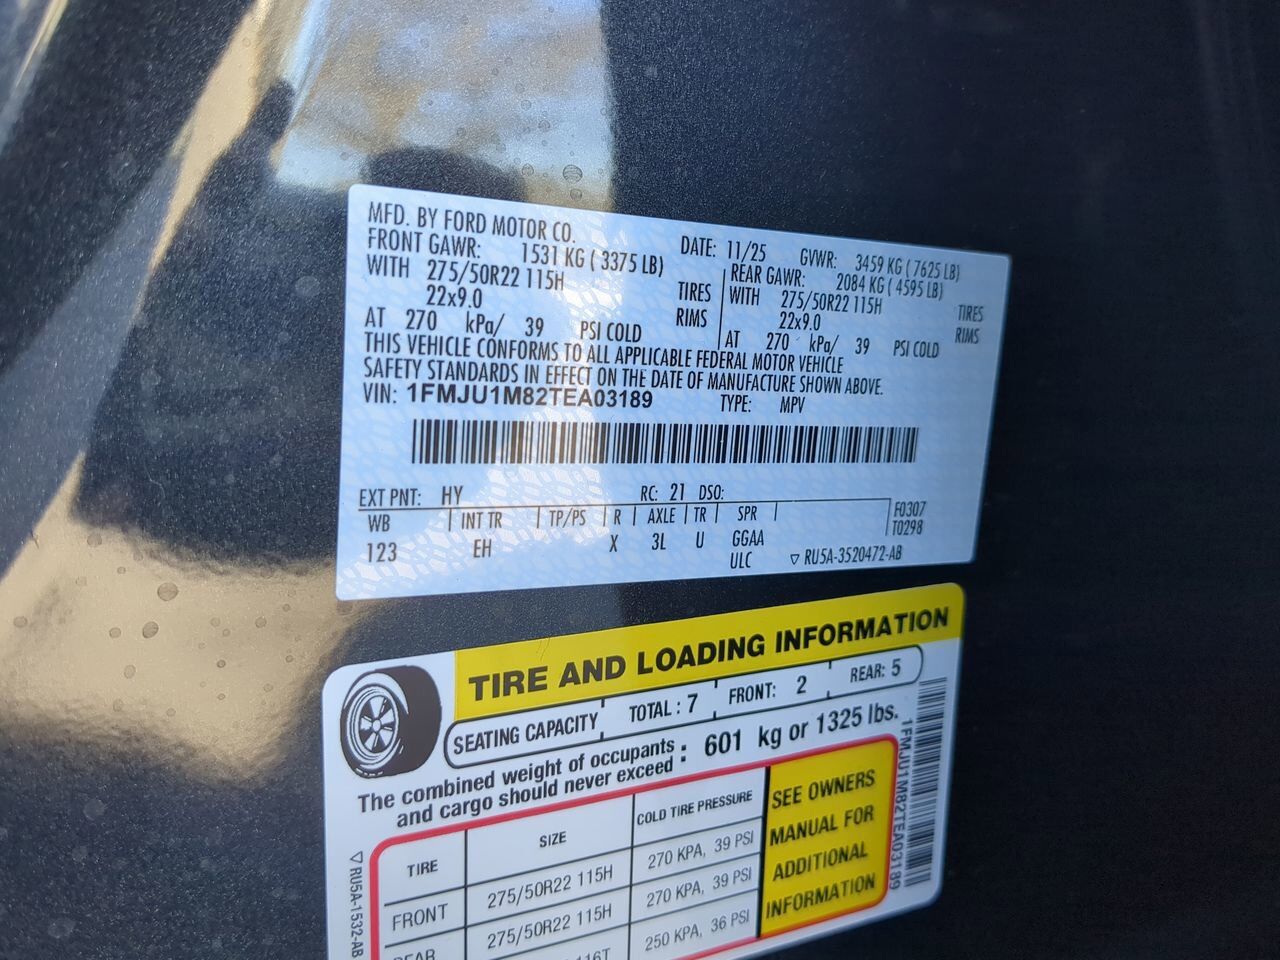 MFD. BY FORD MOTOR CO.
DATE: 11/25 GVWR: 3459 KG ( 7625 LB)
FRONT GAWR: 1531 KG ( 3375 LB) REAR GAWR: 2084 KG ( 4595 LB)
WITH 275/50R22 115H TIRES WITH 275/50R22 115H TIRES
22x9.0 RIMS 22x9.0 RIMS
AT 270 kPa/ 39 PSI COLD AT 270 kPa/ 39 PSI COLD
THIS VEHICLE CONFORMS TO ALL APPLICABLE FEDERAL MOTOR VEHICLE
SAFETY STANDARDS IN EFFECT ON THE DATE OF MANUFACTURE SHOWN ABOVE.
VIN: 1FMJU1M82TEA03189 TYPE: MPV
EXT PNT: HY RC: 21 DSO:
WB INT TR TP/PS R AXLE TR SPR F0307
123 EH X 3L U GGAA T0298
ULC ▽ RU5A-3520472-AB
TIRE AND LOADING INFORMATION
SEATING CAPACITY TOTAL : 7 FRONT: 2 REAR: 5
The combined weight of occupants and cargo should never exceed : 601 kg or 1325 lbs.
TIRE SIZE COLD TIRE PRESSURE
FRONT 275/50R22 115H 270 KPA, 39 PSI
275/50R22 115H 270 KPA, 39 PSI
250 KPA, 36 PSI
SEE OWNERS
MANUAL FOR
ADDITIONAL
INFORMATION
1FMJU1M82TEA03189
▽RU5A-1532-AB